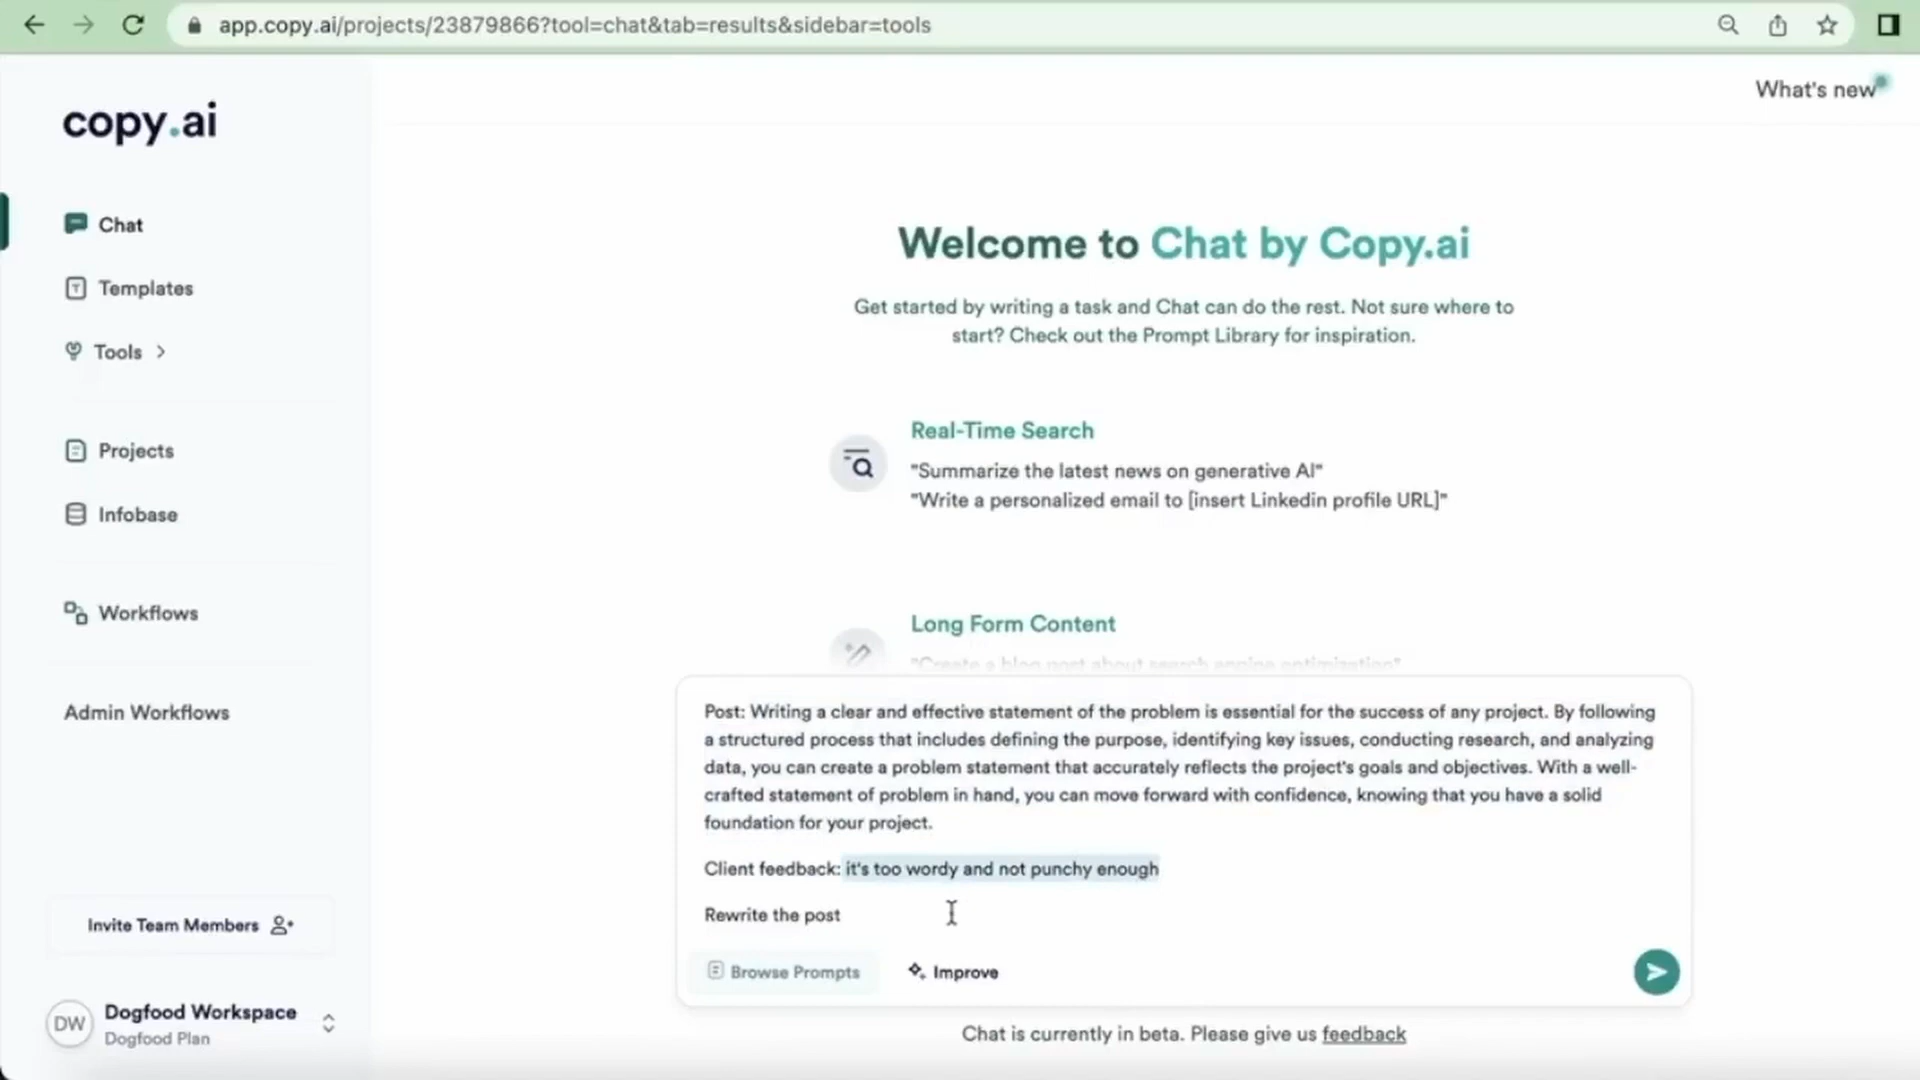 app.copy.ai/projects/23879866?tool=chat&tab=results&sidebar=tools
What's new
copy.ai
Chat
Templates
Tools
Projects
Infobase
Workflows
Admin Workflows
Invite Team Members
DW
Dogfood Workspace
Dogfood Plan
Welcome to Chat by Copy.ai
Get started by writing a task and Chat can do the rest. Not sure where to
start? Check out the Prompt Library for inspiration.
Real-Time Search
"Summarize the latest news on generative AI"
"Write a personalized email to [insert Linkedin profile URL]"
Long Form Content
"Create a blog post about search engine optimization"
Post: Writing a clear and effective statement of the problem is essential for the success of any project. By following
a structured process that includes defining the purpose, identifying key issues, conducting research, and analyzing
data, you can create a problem statement that accurately reflects the project's goals and objectives. With a well-
crafted statement of problem in hand, you can move forward with confidence, knowing that you have a solid
foundation for your project.
Client feedback: it's too wordy and not punchy enough
Rewrite the post
Browse Prompts
Improve
Chat is currently in beta. Please give us feedback